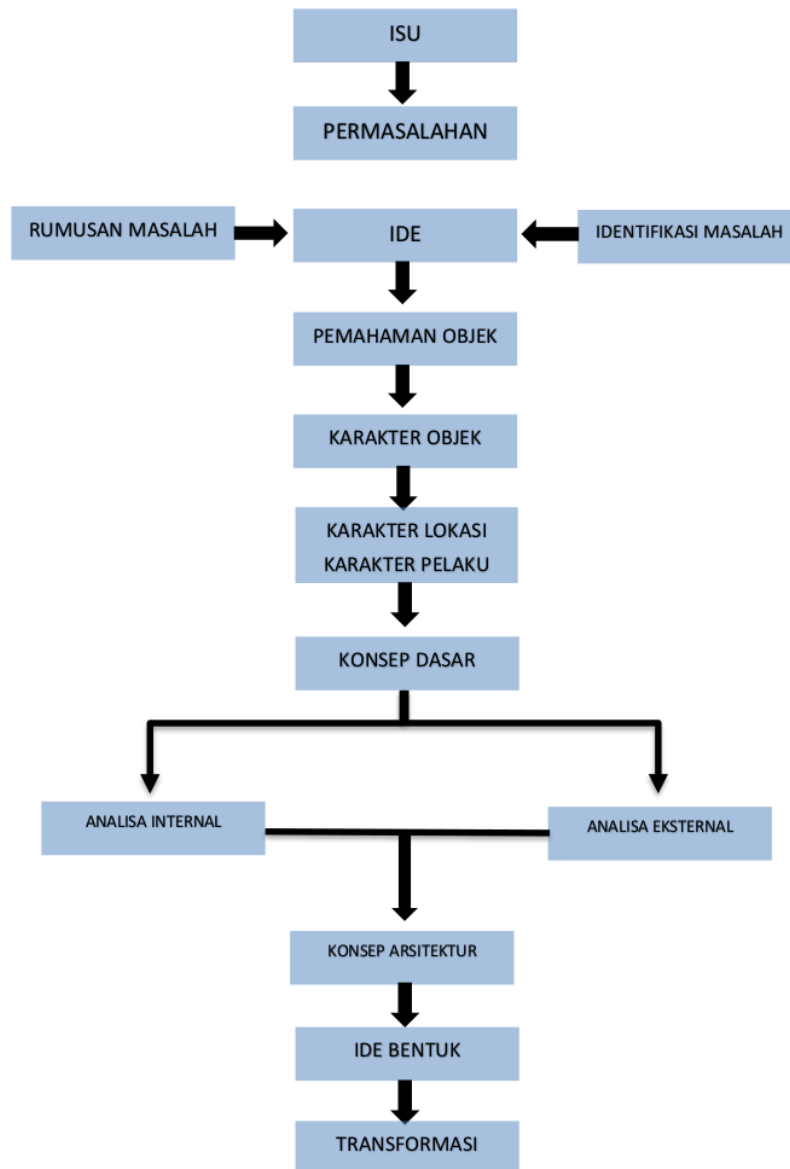 ISU
PERMASALAHAN
RUMUSAN MASALAH
IDE
IDENTIFIKASI MASALAH
PEMAHAMAN OBJEK
KARAKTER OBJEK
KARAKTER LOKASI
KARAKTER PELAKU
KONSEP DASAR
ANALISA INTERNAL
ANALISA EKSTERNAL
KONSEP ARSITEKTUR
IDE BENTUK
TRANSFORMASI